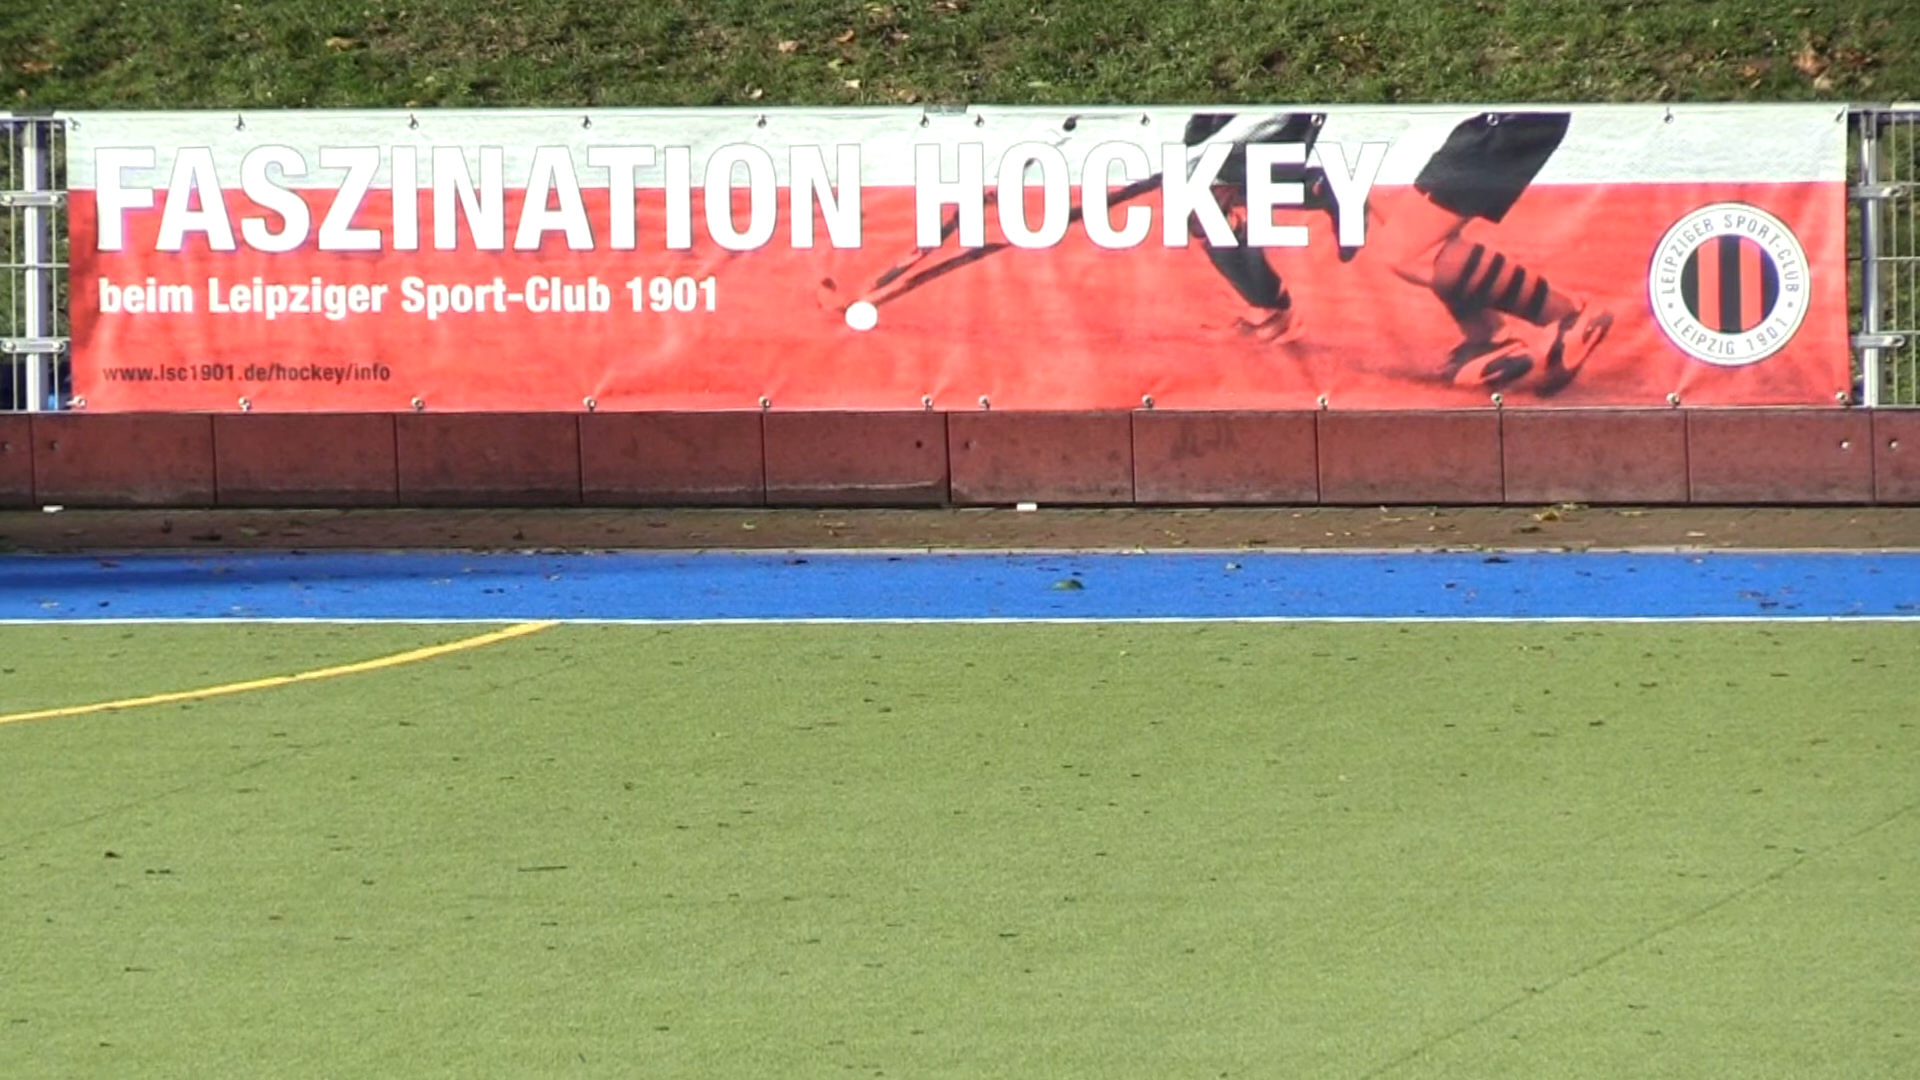 FASZINATION HOCKEY
beim Leipziger Sport-Club 1901
www.lsc1901.de/hockey/info
LEIPZIGER SPORT-CLUB
• LEIPZIG 1901 •